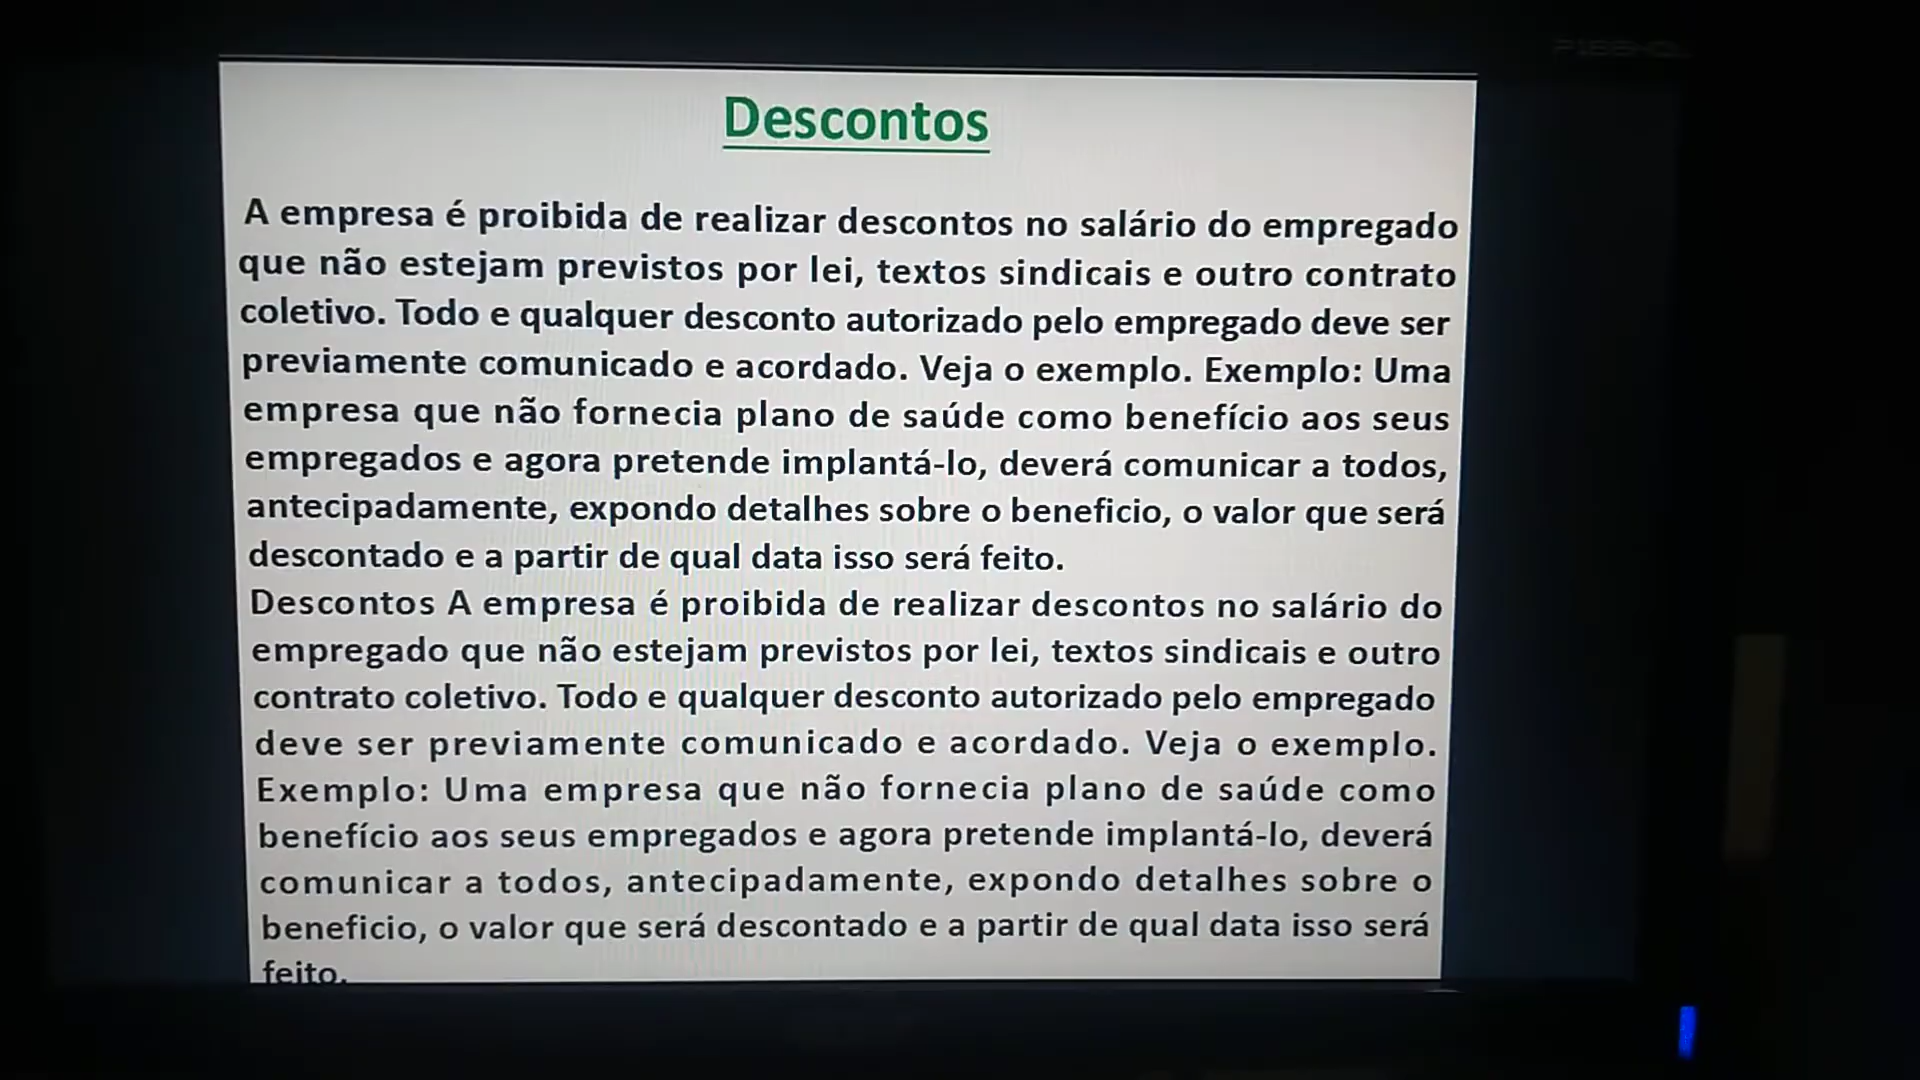 Descontos
A empresa é proibida de realizar descontos no salário do empregado
que não estejam previstos por lei, textos sindicais e outro contrato
coletivo. Todo e qualquer desconto autorizado pelo empregado deve ser
previamente comunicado e acordado. Veja o exemplo. Exemplo: Uma
empresa que não fornecia plano de saúde como benefício aos seus
empregados e agora pretende implantá-lo, deverá comunicar a todos,
antecipadamente, expondo detalhes sobre o beneficio, o valor que será
descontado e a partir de qual data isso será feito.
Descontos A empresa é proibida de realizar descontos no salário do
empregado que não estejam previstos por lei, textos sindicais e outro
contrato coletivo. Todo e qualquer desconto autorizado pelo empregado
deve ser previamente comunicado e acordado. Veja o exemplo.
Exemplo: Uma empresa que não fornecia plano de saúde como
benefício aos seus empregados e agora pretende implantá-lo, deverá
comunicar a todos, antecipadamente, expondo detalhes sobre o
beneficio, o valor que será descontado e a partir de qual data isso será
feito.